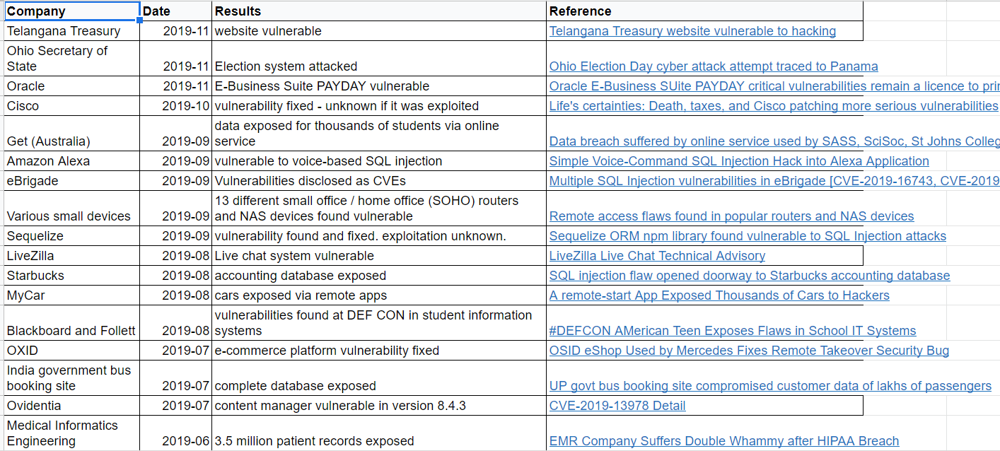 Company Date Results Reference
Telangana Treasury 2019-11 website vulnerable Telangana Treasury website vulnerable to hacking
Ohio Secretary of
State 2019-11 Election system attacked Ohio Election Day cyber attack attempt traced to Panama
Oracle 2019-11 E-Business Suite PAYDAY vulnerable Oracle E-Business SUite PAYDAY critical vulnerabilities remain a licence to prin
Cisco 2019-10 vulnerability fixed - unknown if it was exploited Life's certainties: Death, taxes, and Cisco patching more serious vulnerabilities
data exposed for thousands of students via online
Get (Australia) 2019-09 service Data breach suffered by online service used by SASS, SciSoc, St Johns Colleg
Amazon Alexa 2019-09 vulnerable to voice-based SQL injection Simple Voice-Command SQL Injection Hack into Alexa Application
eBrigade 2019-09 Vulnerabilities disclosed as CVEs Multiple SQL Injection vulnerabilities in eBrigade [CVE-2019-16743, CVE-2019
13 different small office / home office (SOHO) routers
Various small devices 2019-09 and NAS devices found vulnerable Remote access flaws found in popular routers and NAS devices
Sequelize 2019-09 vulnerability found and fixed. exploitation unknown. Sequelize ORM npm library found vulnerable to SQL Injection attacks
LiveZilla 2019-08 Live chat system vulnerable LiveZilla Live Chat Technical Advisory
Starbucks 2019-08 accounting database exposed SQL injection flaw opened doorway to Starbucks accounting database
MyCar 2019-08 cars exposed via remote apps A remote-start App Exposed Thousands of Cars to Hackers
vulnerabilities found at DEF CON in student information
Blackboard and Follett 2019-08 systems #DEFCON AMerican Teen Exposes Flaws in School IT Systems
OXID 2019-07 e-commerce platform vulnerability fixed OSID eShop Used by Mercedes Fixes Remote Takeover Security Bug
India government bus
booking site 2019-07 complete database exposed UP govt bus booking site compromised customer data of lakhs of passengers
Ovidentia 2019-07 content manager vulnerable in version 8.4.3 CVE-2019-13978 Detail
Medical Informatics
Engineering 2019-06 3.5 million patient records exposed EMR Company Suffers Double Whammy after HIPAA Breach